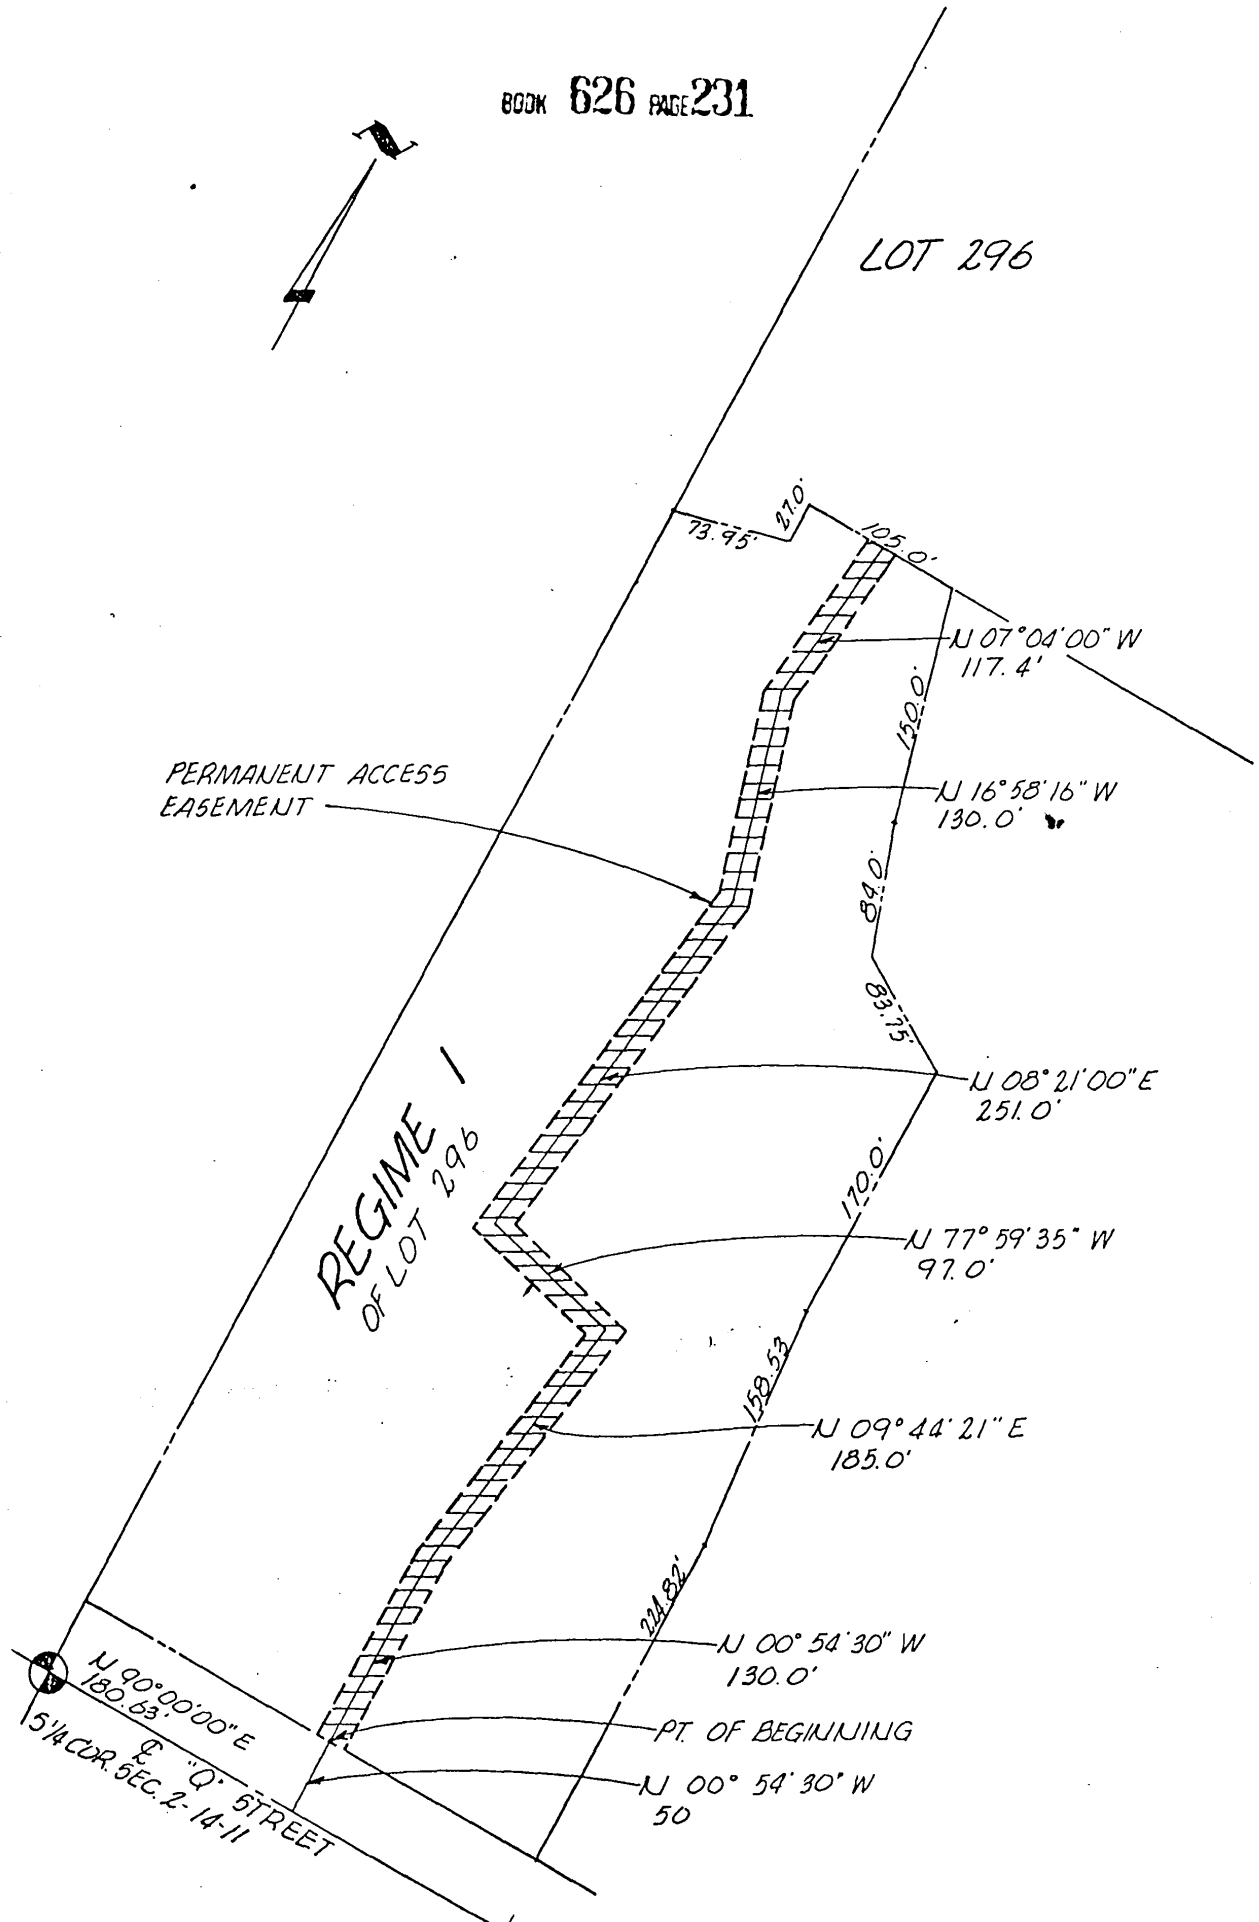 BOOK 626 PAGE 231
N
LOT 296
73.95'
27.0'
105.0'
N 07°04'00" W
117.4'
150.0'
PERMANENT ACCESS
EASEMENT
N 16°58'16" W
130.0'
84.0'
83.75'
N 08°21'00" E
251.0'
REGIME 1
OF LOT 296
170.0'
N 77°59'35" W
97.0'
158.53
N 09°44'21" E
185.0'
224.82'
N 00°54'30" W
130.0'
N 90°00'00" E
180.63'
PT. OF BEGINNING
℄ "Q" STREET
S 1/4 COR. SEC. 2-14-11
N 00° 54'30" W
50